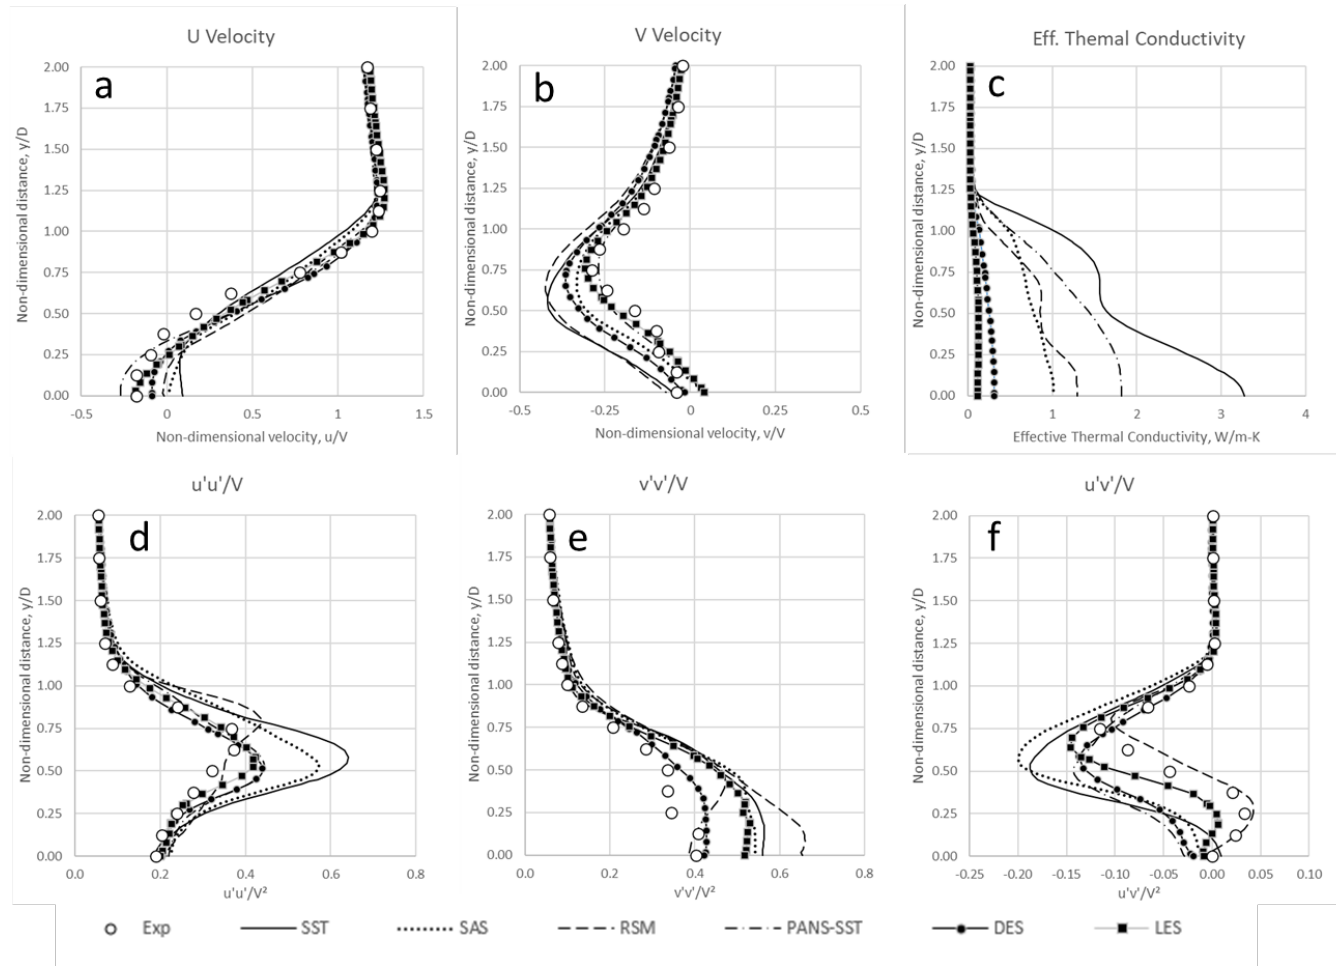 U Velocity
a
Non-dimensional distance, y/D
2.00
1.75
1.50
1.25
1.00
0.75
0.50
0.25
0.00
-0.5 0 0.5 1 1.5
Non-dimensional velocity, u/V
V Velocity
b
Non-dimensional distance, y/D
2.00
1.75
1.50
1.25
1.00
0.75
0.50
0.25
0.00
-0.5 -0.25 0 0.25 0.5
Non-dimensional velocity, v/V
Eff. Themal Conductivity
c
Non-dimensional distance, y/D
2.00
1.75
1.50
1.25
1.00
0.75
0.50
0.25
0.00
0 1 2 3 4
Effective Thermal Conductivity, W/m-K
u'u'/V
d
Non-dimensional distance, y/D
2.00
1.75
1.50
1.25
1.00
0.75
0.50
0.25
0.00
0 0.2 0.4 0.6 0.8
u'u'/V²
v'v'/V
e
Non-dimensional distance, y/D
2.00
1.75
1.50
1.25
1.00
0.75
0.50
0.25
0.00
0 0.2 0.4 0.6 0.8
v'v'/V²
u'v'/V
f
Non-dimensional distance, y/D
2.00
1.75
1.50
1.25
1.00
0.75
0.50
0.25
0.00
-0.25 -0.20 -0.15 -0.10 -0.05 0.00 0.05 0.10
u'v'/V²
Exp SST SAS RSM PANS-SST DES LES